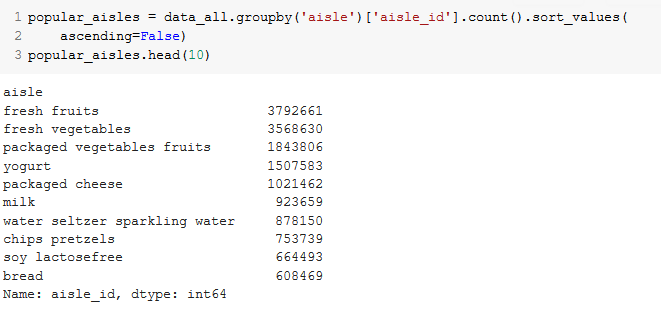 1 popular_aisles = data_all.groupby('aisle')['aisle_id'].count().sort_values(
2     ascending=False)
3 popular_aisles.head(10)
aisle
fresh fruits                     3792661
fresh vegetables                 3568630
packaged vegetables fruits       1843806
yogurt                           1507583
packaged cheese                  1021462
milk                              923659
water seltzer sparkling water     878150
chips pretzels                    753739
soy lactosefree                   664493
bread                             608469
Name: aisle_id, dtype: int64